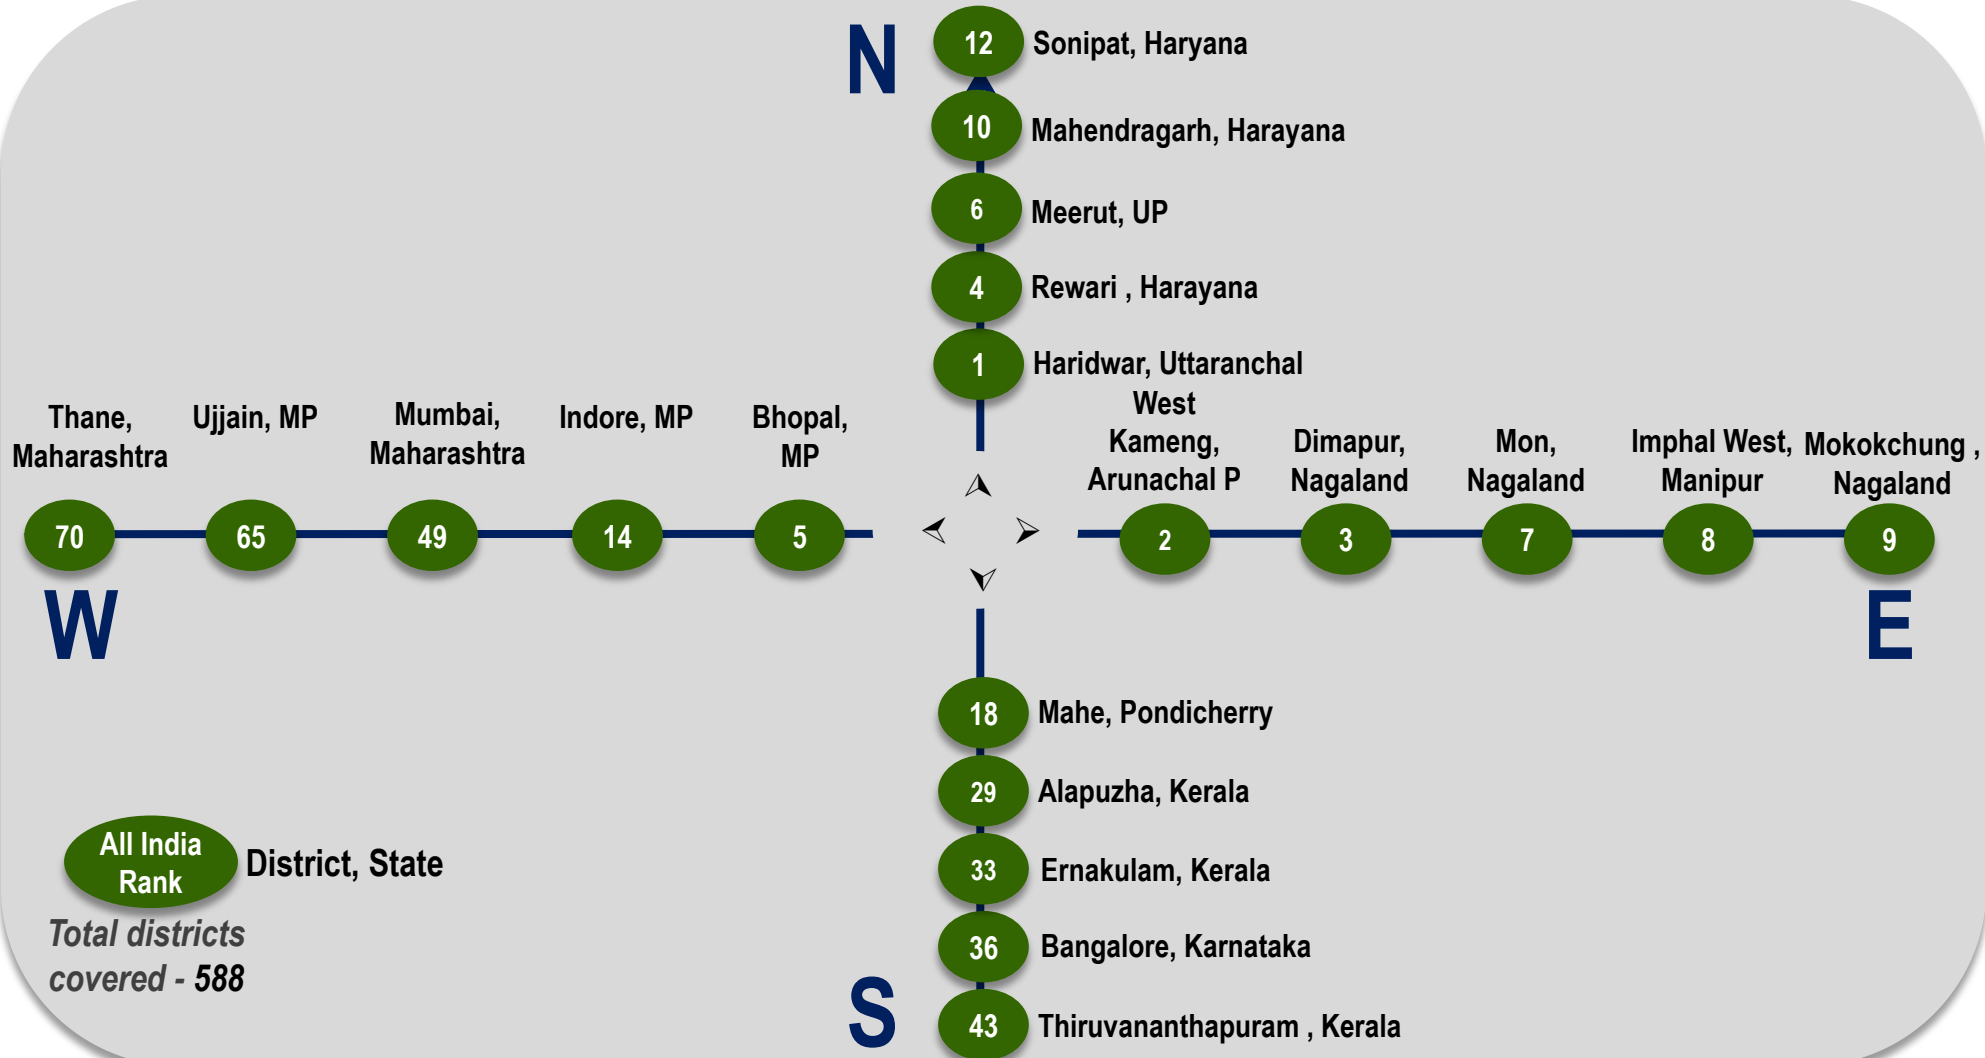 N
12
Sonipat, Haryana
10
Mahendragarh, Harayana
6
Meerut, UP
4
Rewari , Harayana
1
Haridwar, Uttaranchal
Thane,
Maharashtra
Ujjain, MP
Mumbai,
Maharashtra
Indore, MP
Bhopal,
MP
West
Kameng,
Arunachal P
Dimapur,
Nagaland
Mon,
Nagaland
Imphal West,
Manipur
Mokokchung ,
Nagaland
70
65
49
14
5
2
3
7
8
9
W
E
18
Mahe, Pondicherry
29
Alapuzha, Kerala
33
Ernakulam, Kerala
36
Bangalore, Karnataka
S
43
Thiruvananthapuram , Kerala
All India
Rank
District, State
Total districts
covered - 588